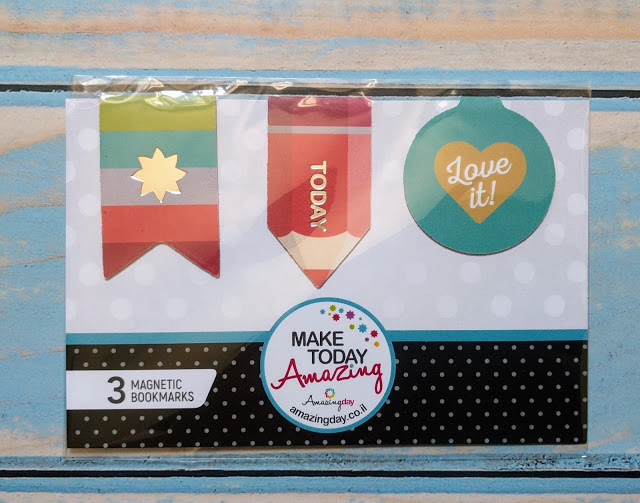 TODAY
Love
it!
MAKE
TODAY
Amazing
Amazingday
amazingday.co.il
3 MAGNETIC
BOOKMARKS